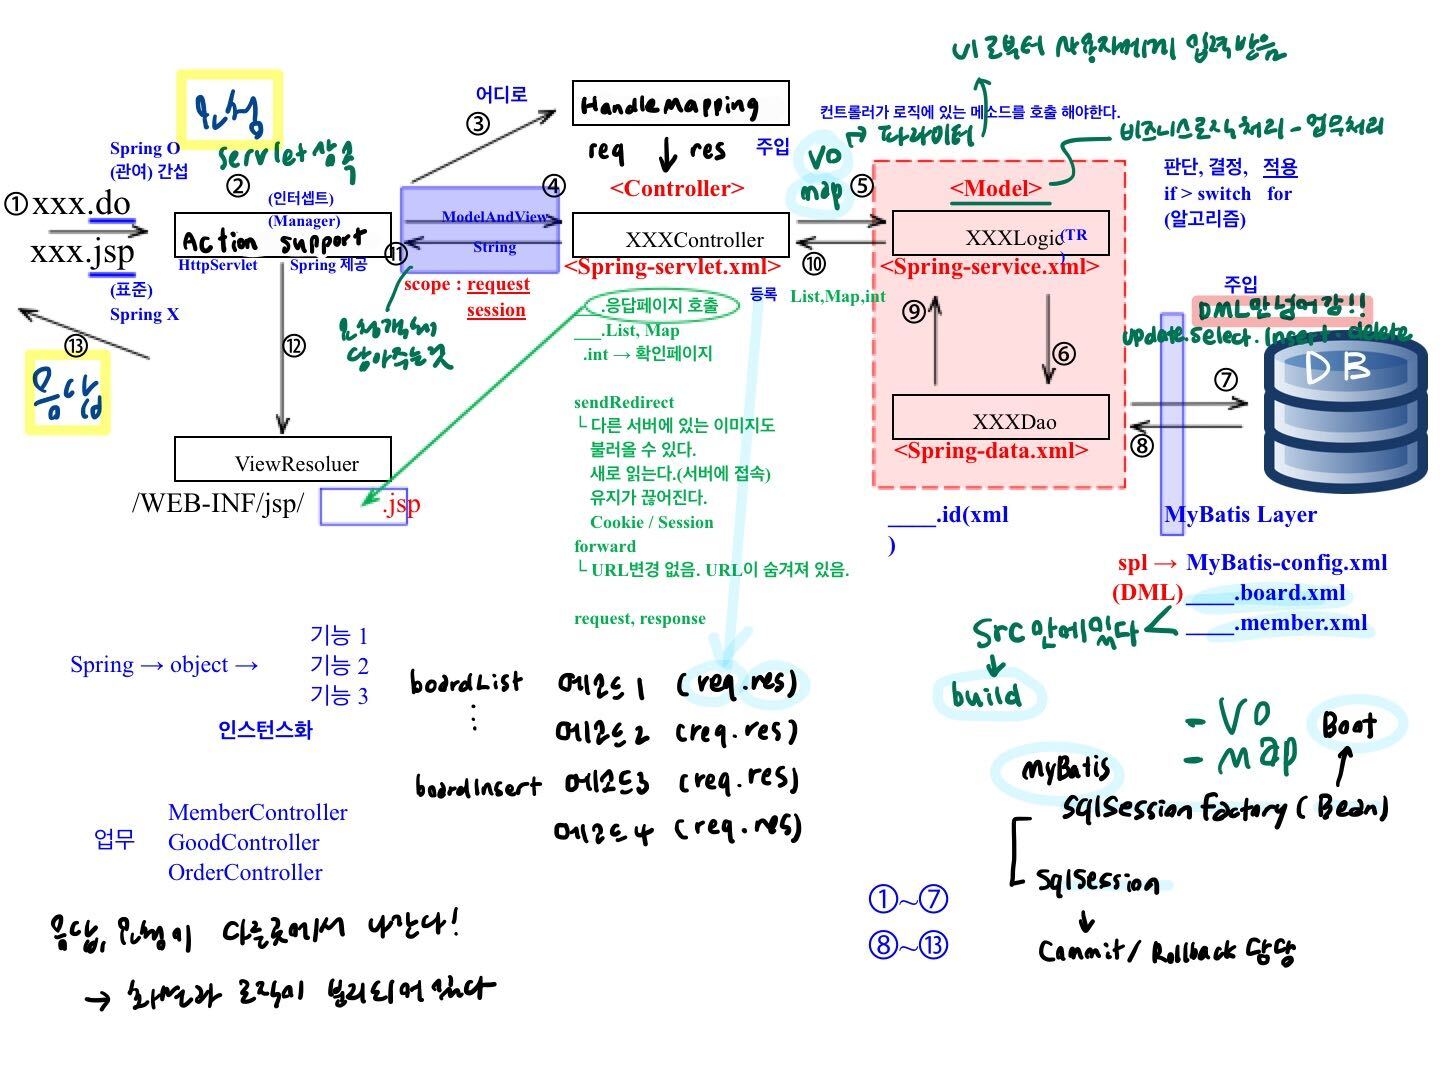 UI로부터 사용자에게 입력받음
요청
어디로
③
HandleMapping
컨트롤러가 로직에 있는 메소드를 호출 해야한다.
→ 파라미터
비즈니스로직처리 - 업무처리
Spring O
(관여) 간섭
servlet상속
②
req ↓ res
주입
VO
map
판단, 결정, 적용
if > switch for
(알고리즘)
① xxx.do
xxx.jsp
(인터셉트)
(Manager)
④
<Controller>
⑤
<Model>
Action support
HttpServlet
Spring 제공
⑪
ModelAndView
String
XXXController
<Spring-servlet.xml>
⑩
XXXLogic(TR
)
<Spring-service.xml>
(표준)
Spring X
scope : request
session
요청객체에
담아주는것
___.응답페이지 호출
___.List, Map
.int → 확인페이지
등록
List,Map,int
⑨
⑥
주입
DML만 넘어감!!
update.select.insert.delete
DB
⑬
응답
⑫
⑦
⑧
sendRedirect
└ 다른 서버에 있는 이미지도
불러올 수 있다.
새로 읽는다.(서버에 접속)
유지가 끊어진다.
Cookie / Session
forward
└ URL변경 없음. URL이 숨겨져 있음.
request, response
XXXDao
<Spring-data.xml>
ViewResoluer
/WEB-INF/jsp/ .jsp
____.id(xml
)
MyBatis Layer
spl → MyBatis-config.xml
(DML)____.board.xml
____.member.xml
src 안에있다
↓
build
Spring → object →
기능 1
기능 2
기능 3
인스턴스화
boardList 메소드1 (req.res)
⋮ 메소드2 (req.res)
boardInsert 메소드3 (req.res)
메소드4 (req.res)
- VO
- map
Boot
MyBatis
sqlsession factory (Bean)
업무
MemberController
GoodController
OrderController
SqlSession
↓
Commit / Rollback 담당
①~⑦
⑧~⑬
응답, 요청이 다른곳에서 나간다!
→ 화면과 로직이 분리되어있다